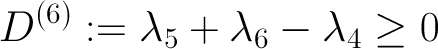 $D^{(6)} := \lambda_5 + \lambda_6 - \lambda_4 \geq 0$